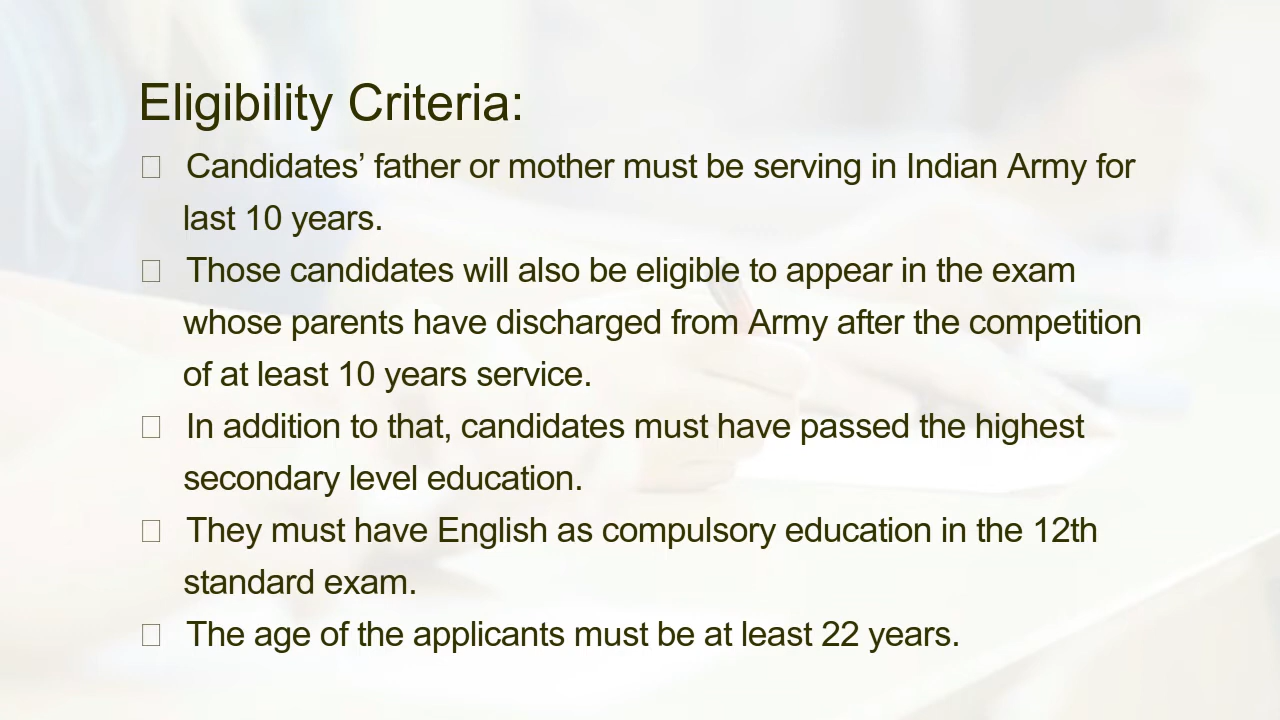 Eligibility Criteria:
Candidates’ father or mother must be serving in Indian Army for
last 10 years.
Those candidates will also be eligible to appear in the exam
whose parents have discharged from Army after the competition
of at least 10 years service.
In addition to that, candidates must have passed the highest
secondary level education.
They must have English as compulsory education in the 12th
standard exam.
The age of the applicants must be at least 22 years.